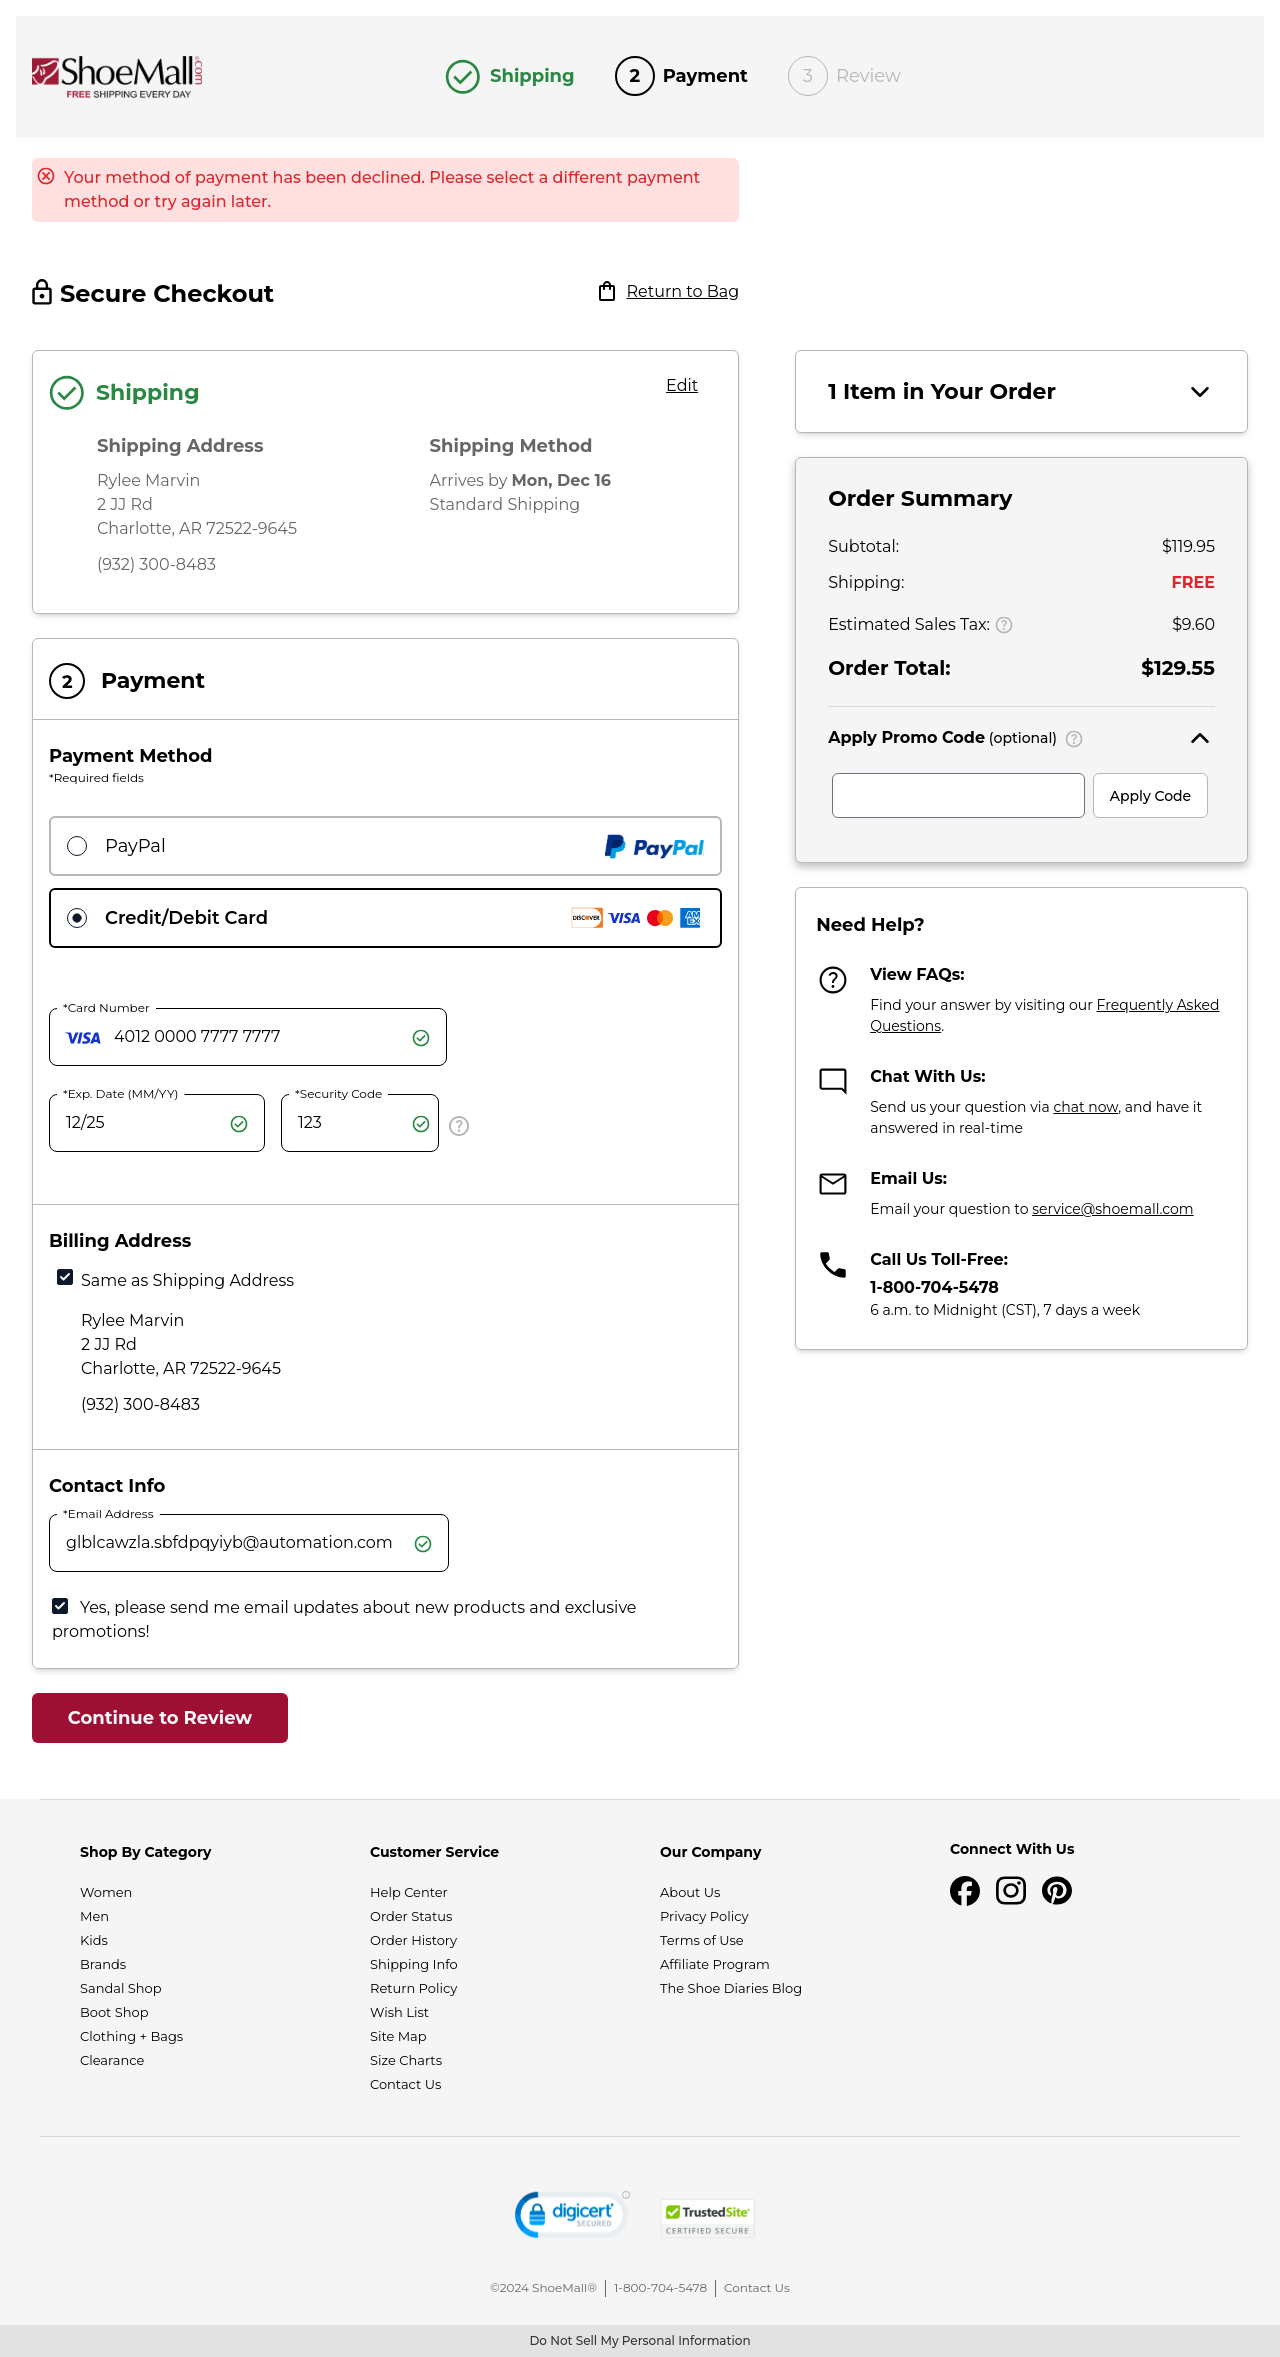 ShoeMall.com
FREE SHIPPING EVERY DAY
Shipping
2 Payment
3 Review
Your method of payment has been declined. Please select a different payment
method or try again later.
Secure Checkout
Return to Bag
Shipping
Edit
Shipping Address
Rylee Marvin
2 JJ Rd
Charlotte, AR 72522-9645
(932) 300-8483
Shipping Method
Arrives by Mon, Dec 16
Standard Shipping
2 Payment
Payment Method
*Required fields
PayPal
PayPal
Credit/Debit Card
DISCOVER VISA AM EX
*Card Number
VISA 4012 0000 7777 7777
*Exp. Date (MM/YY)
12/25
*Security Code
123
?
Billing Address
Same as Shipping Address
Rylee Marvin
2 JJ Rd
Charlotte, AR 72522-9645
(932) 300-8483
Contact Info
*Email Address
glblcawzla.sbfdpqyiyb@automation.com
Yes, please send me email updates about new products and exclusive
promotions!
Continue to Review
1 Item in Your Order
Order Summary
Subtotal: $119.95
Shipping: FREE
Estimated Sales Tax: ? $9.60
Order Total: $129.55
Apply Promo Code (optional) ?
Apply Code
Need Help?
?
View FAQs:
Find your answer by visiting our Frequently Asked
Questions.
Chat With Us:
Send us your question via chat now, and have it
answered in real-time
Email Us:
Email your question to service@shoemall.com
Call Us Toll-Free:
1-800-704-5478
6 a.m. to Midnight (CST), 7 days a week
Shop By Category
Women
Men
Kids
Brands
Sandal Shop
Boot Shop
Clothing + Bags
Clearance
Customer Service
Help Center
Order Status
Order History
Shipping Info
Return Policy
Wish List
Site Map
Size Charts
Contact Us
Our Company
About Us
Privacy Policy
Terms of Use
Affiliate Program
The Shoe Diaries Blog
Connect With Us
digicert
SECURED
TrustedSite
CERTIFIED SECURE
©2024 ShoeMall® | 1-800-704-5478 | Contact Us
Do Not Sell My Personal Information